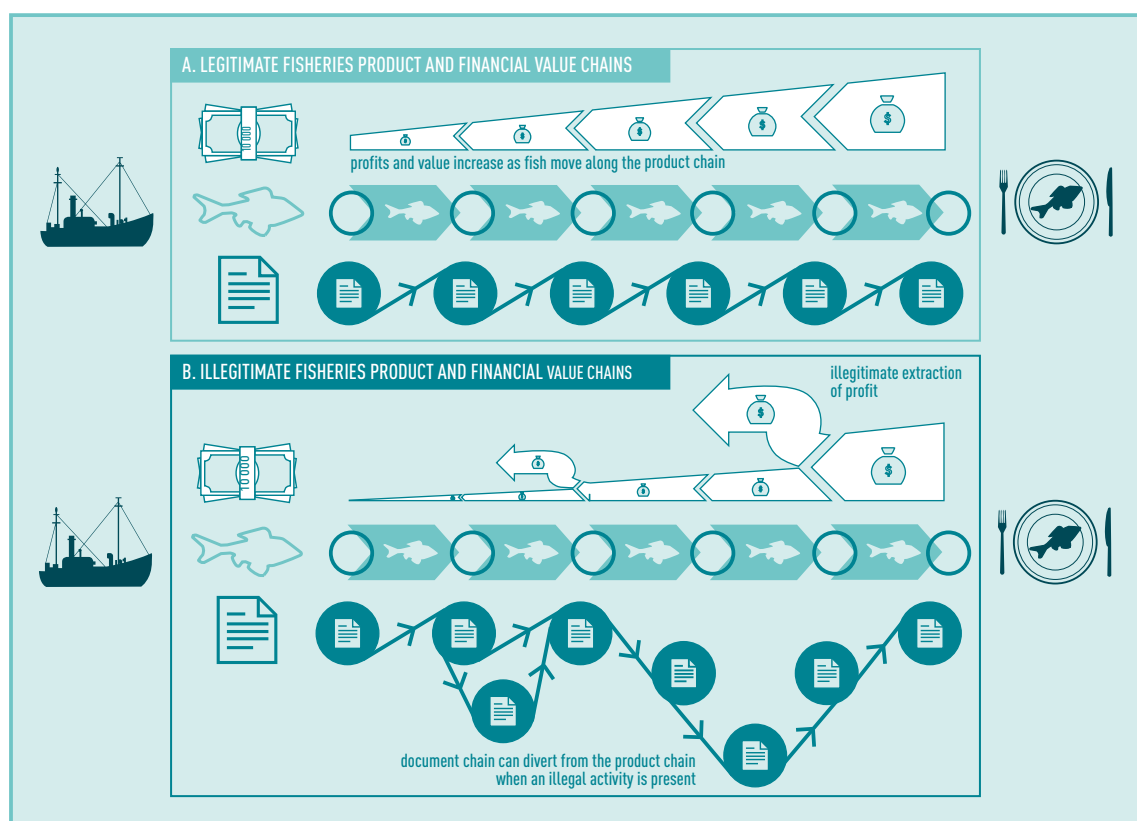 A. LEGITIMATE FISHERIES PRODUCT AND FINANCIAL VALUE CHAINS
$ $ $ $ $
profits and value increase as fish move along the product chain
B. ILLEGITIMATE FISHERIES PRODUCT AND FINANCIAL VALUE CHAINS
illegitimate extraction
of profit
$
$
$
$ $
document chain can divert from the product chain
when an illegal activity is present